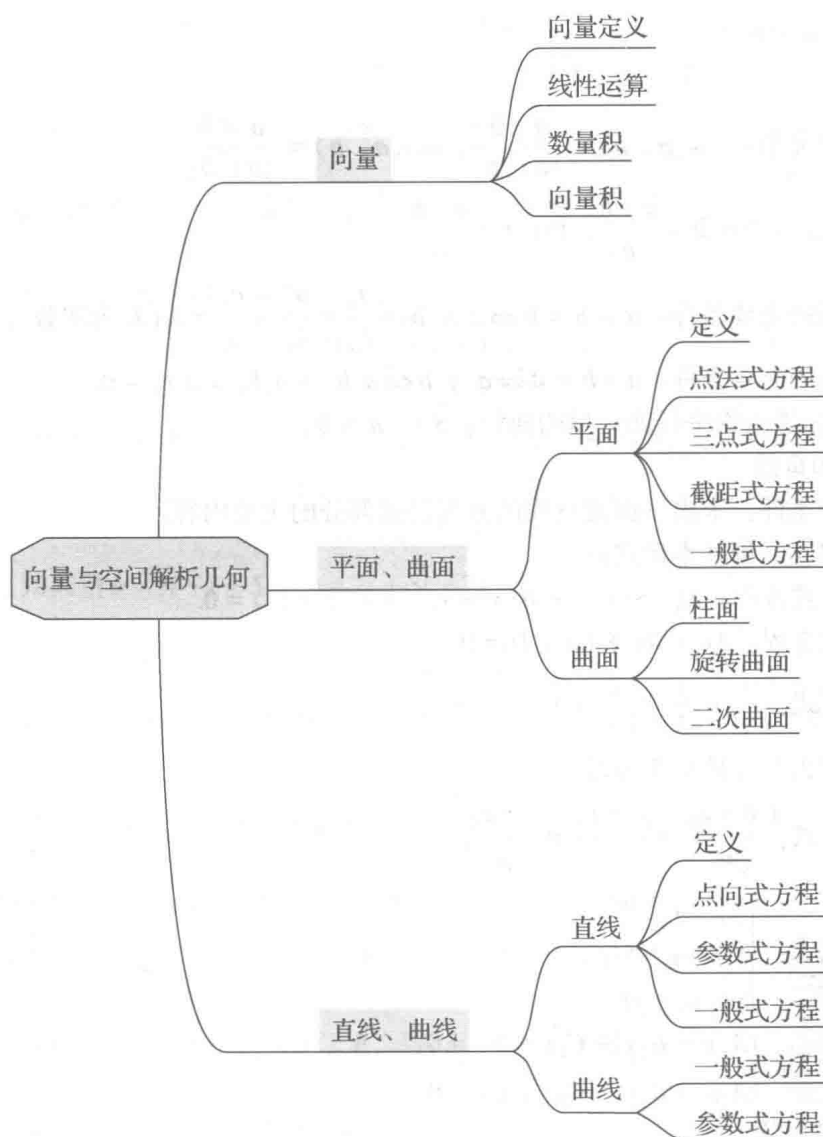 向量定义
线性运算
向量
数量积
向量积
定义
点法式方程
平面
三点式方程
截距式方程
一般式方程
向量与空间解析几何
平面、曲面
柱面
曲面
旋转曲面
二次曲面
定义
点向式方程
直线
参数式方程
一般式方程
直线、曲线
一般式方程
曲线
参数式方程